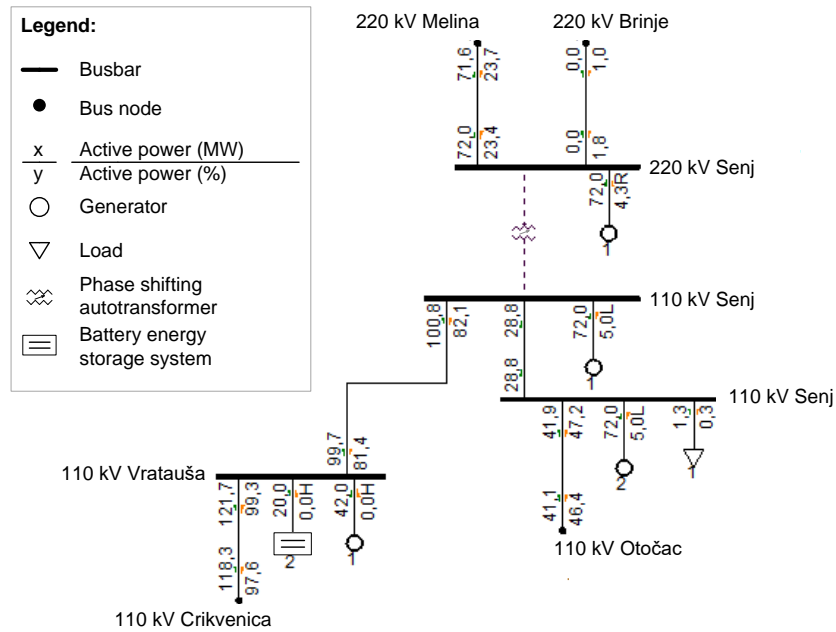 Legend:
Busbar
Bus node
x Active power (MW)
y Active power (%)
Generator
Load
Phase shifting
autotransformer
Battery energy
storage system
220 kV Melina
220 kV Brinje
71,6
23,7
0,0
1,0
72,0
23,4
0,0
1,8
220 kV Senj
72,0
4,3R
1
110 kV Senj
100,8
82,1
28,8
72,0
5,0L
1
28,8
110 kV Senj
41,9
47,2
72,0
5,0L
1,3
0,3
2
1
41,1
46,4
110 kV Otočac
99,7
81,4
110 kV Vratauša
121,7
99,3
20,0
0,0H
42,0
0,0H
2
1
118,3
97,6
110 kV Crikvenica